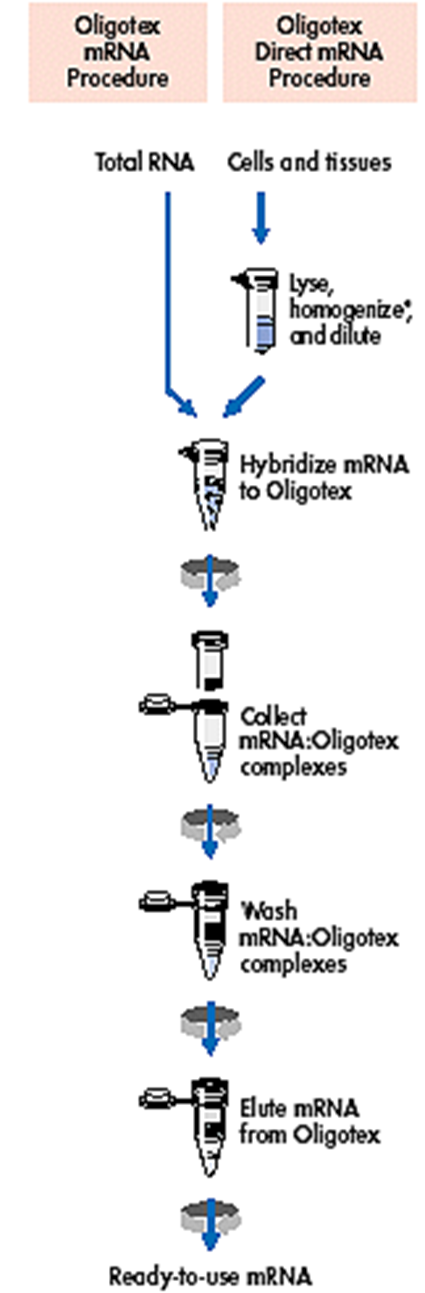 Oligotex
mRNA
Procedure
Oligotex
Direct mRNA
Procedure
Total RNA
Cells and tissues
Lyse,
homogenize*,
and dilute
Hybridize mRNA
to Oligotex
Collect
mRNA:Oligotex
complexes
Wash
mRNA:Oligotex
complexes
Elute mRNA
from Oligotex
Ready-to-use mRNA